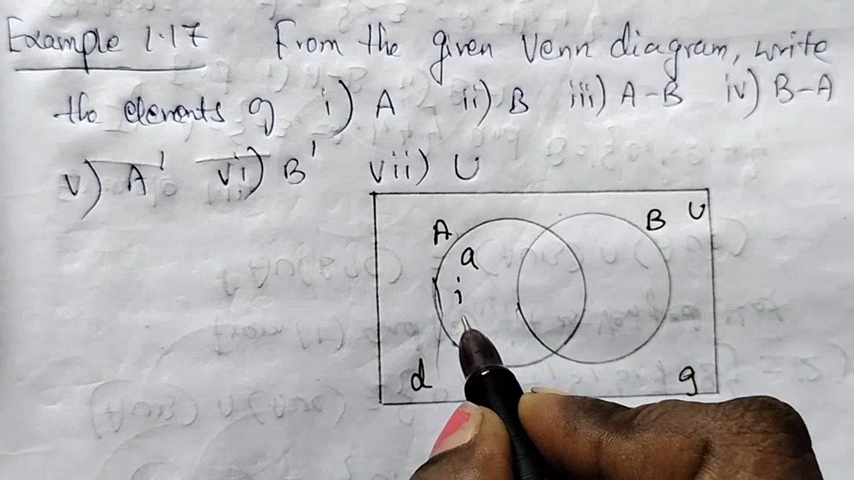 Example 1.17 From the given Venn diagram, write
the elements of i) A ii) B iii) A-B iv) B-A
v) A' vi) B' vii) U
A B U
a
i
d g